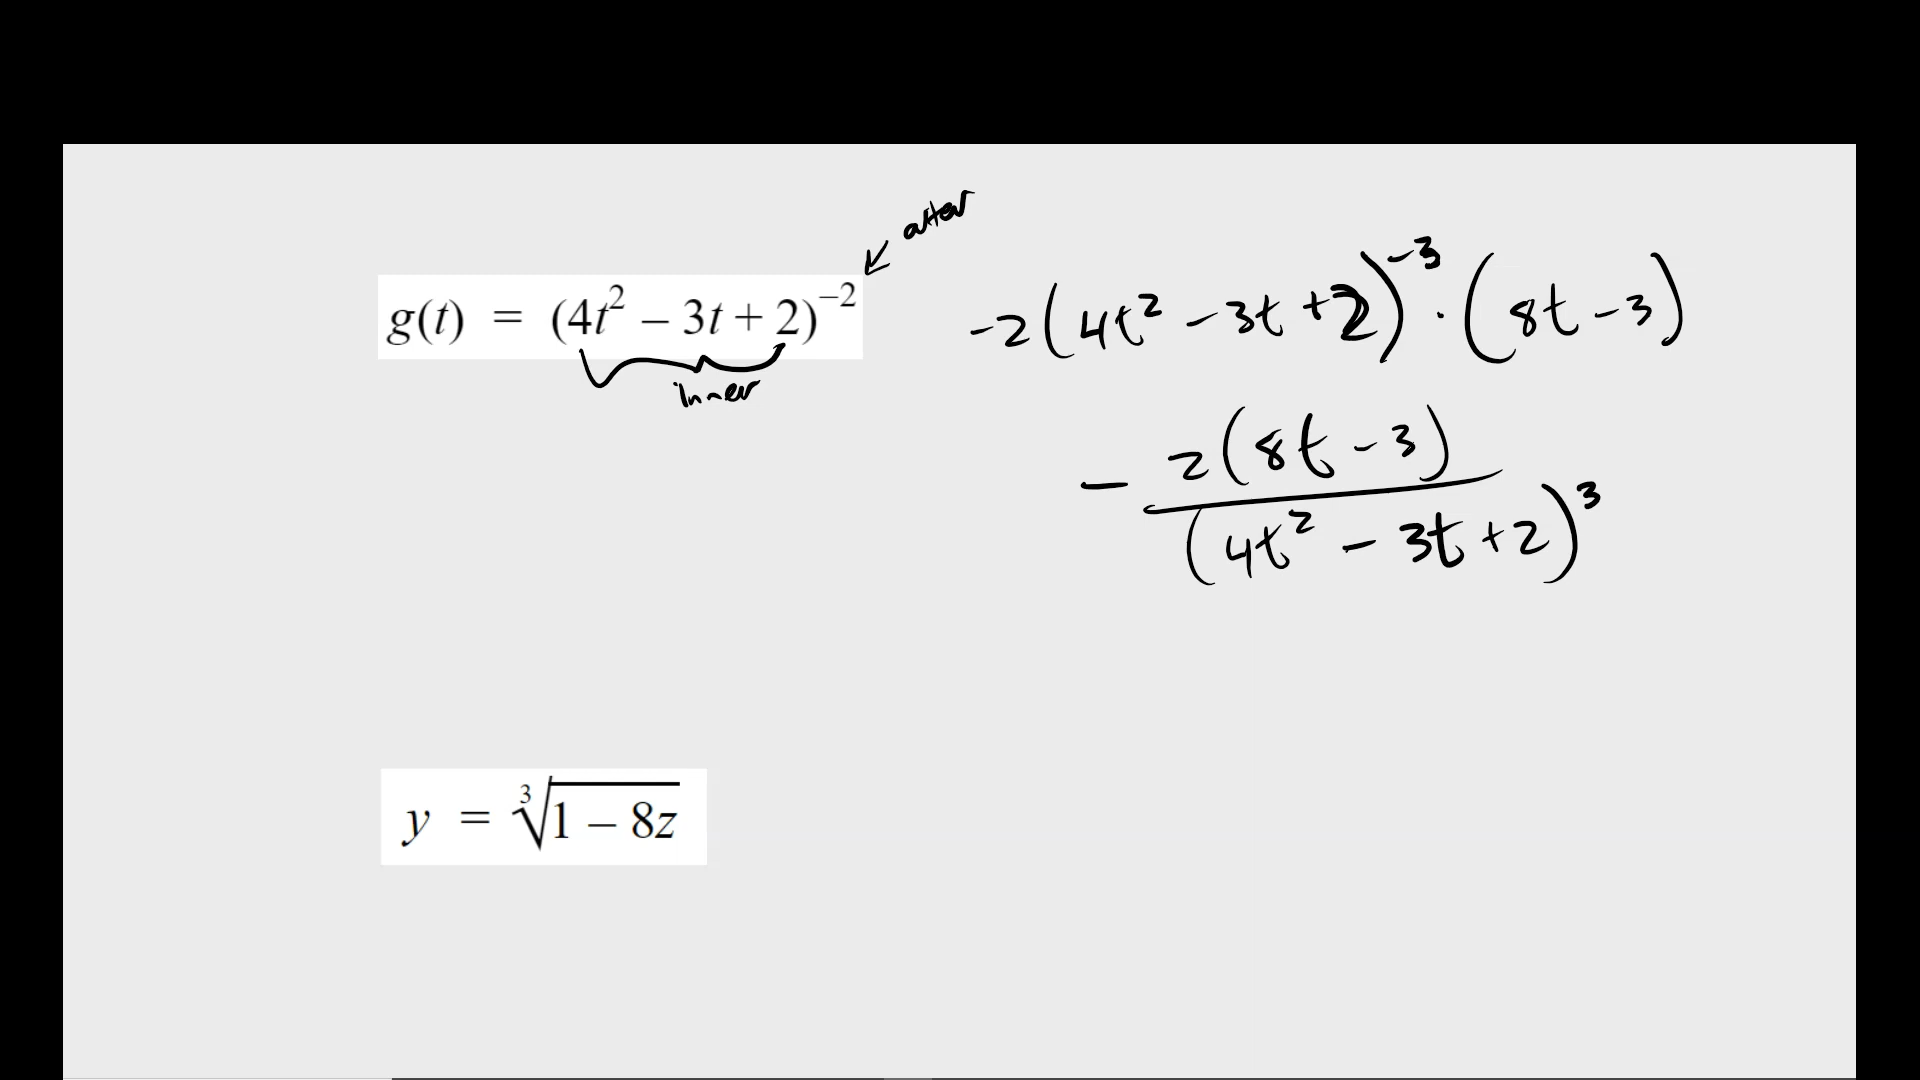 outer
g(t) = (4t² − 3t + 2)⁻²
inner
-2(4t² - 3t + 2)⁻³ · (8t - 3)
- 2(8t - 3) / (4t² - 3t + 2)³
y = ∛(1 − 8z)